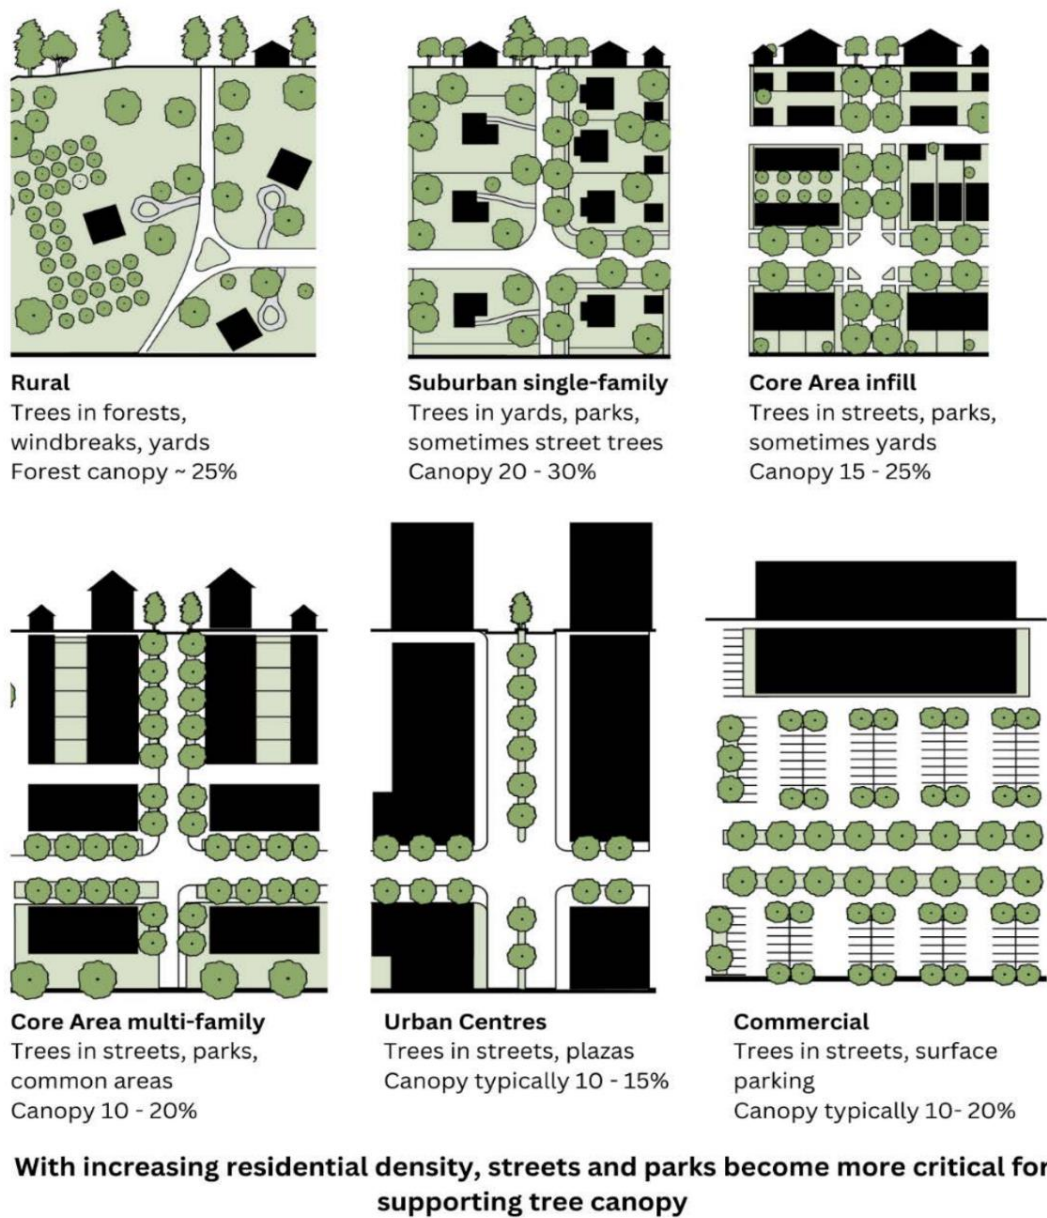 Rural
Trees in forests,
windbreaks, yards
Forest canopy ~ 25%
Suburban single-family
Trees in yards, parks,
sometimes street trees
Canopy 20 - 30%
Core Area infill
Trees in streets, parks,
sometimes yards
Canopy 15 - 25%
Core Area multi-family
Trees in streets, parks,
common areas
Canopy 10 - 20%
Urban Centres
Trees in streets, plazas
Canopy typically 10 - 15%
Commercial
Trees in streets, surface
parking
Canopy typically 10- 20%
With increasing residential density, streets and parks become more critical for
supporting tree canopy